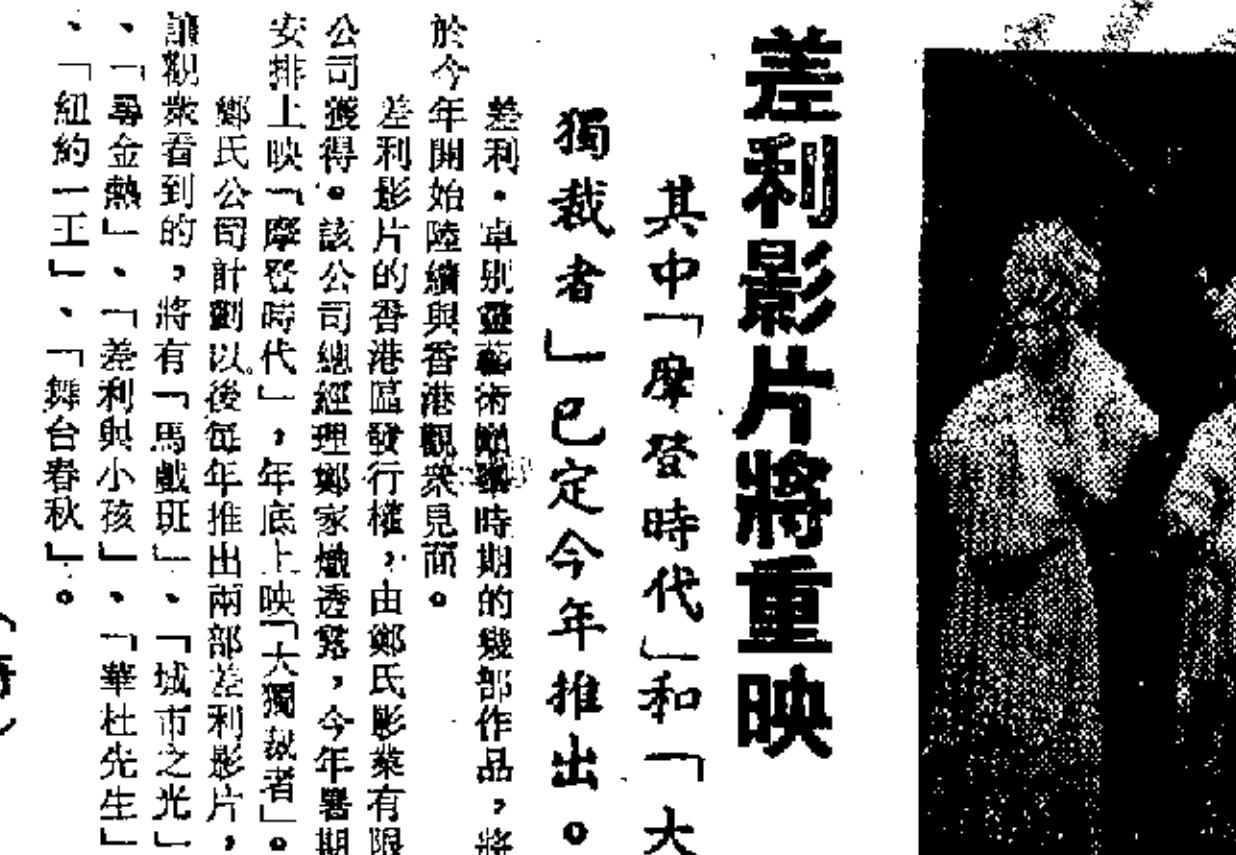 差利影片將重映
其中「摩登時代」和「大
獨裁者」已定今年推出。
差利・卓別靈藝術巔峯時期的幾部作品,將
於今年開始陸續與香港觀衆見面。
差利影片的香港區發行權,由鄭氏影業有限
公司獲得。該公司總經理鄭家熾透露,今年暑期
安排上映「摩登時代」,年底上映「大獨裁者」。
鄭氏公司計劃以後每年推出兩部差利影片,
讓觀衆看到的,將有「馬戲班」、「城市之光」
、「尋金熱」、「差利與小孩」、「華杜先生」
、「紐約一王」、「舞台春秋」。